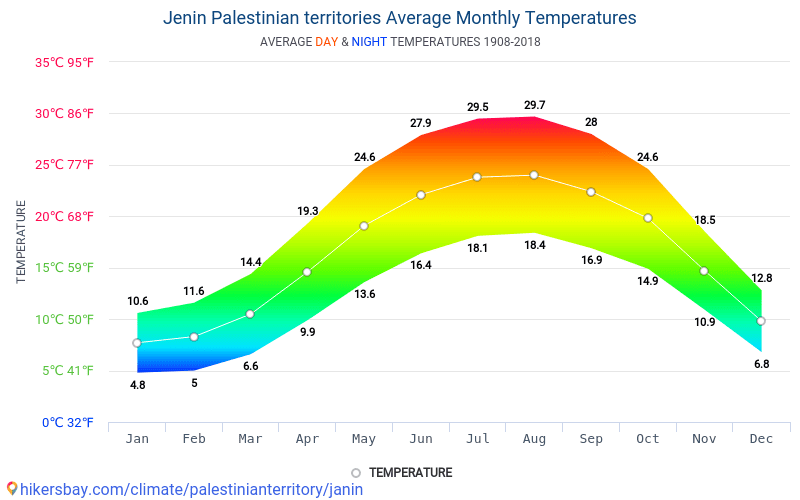 Jenin Palestinian territories Average Monthly Temperatures
AVERAGE DAY & NIGHT TEMPERATURES 1908-2018
35℃ 95℉
30℃ 86℉
25℃ 77℉
20℃ 68℉
15℃ 59℉
10℃ 50℉
5℃ 41℉
0℃ 32℉
TEMPERATURE
10.6 11.6 14.4 19.3 24.6 27.9 29.5 29.7 28 24.6 18.5 12.8
4.8 5 6.6 9.9 13.6 16.4 18.1 18.4 16.9 14.9 10.9 6.8
Jan Feb Mar Apr May Jun Jul Aug Sep Oct Nov Dec
TEMPERATURE
hikersbay.com/climate/palestinianterritory/janin